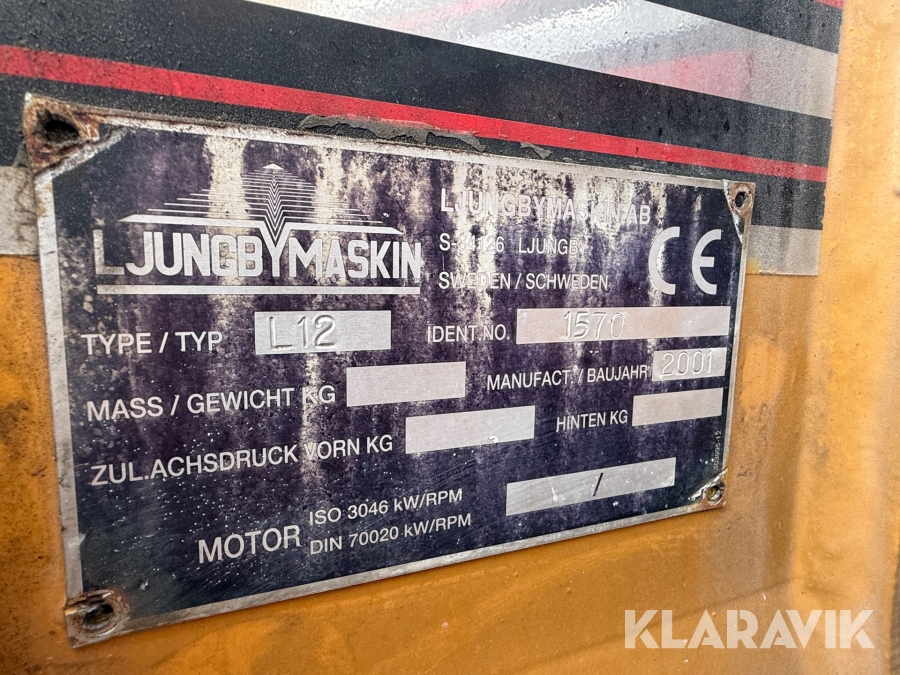 LJUNGBYMASKIN
LJUNGBYMASKIN AB
S-34126 LJUNGBY
SWEDEN / SCHWEDEN
CE
TYPE / TYP L12
IDENT.NO. 1570
MASS / GEWICHT KG
MANUFACT. / BAUJAHR 2001
ZUL.ACHSDRUCK VORN KG
HINTEN KG
MOTOR ISO 3046 kW/RPM
DIN 70020 kW/RPM
/
KLARAVIK